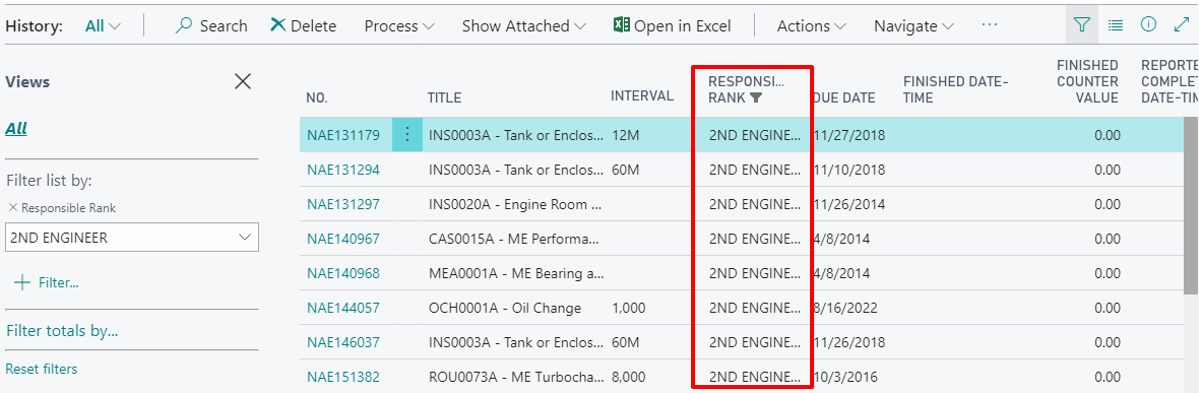 History: All Search Delete Process Show Attached Open in Excel Actions Navigate ...
Views
All
Filter list by:
× Responsible Rank
2ND ENGINEER
+ Filter...
Filter totals by...
Reset filters
NO. TITLE INTERVAL RESPONSI... RANK DUE DATE FINISHED DATE-TIME FINISHED COUNTER VALUE REPORTE COMPLET DATE-TIM
NAE131179 INS0003A - Tank or Enclos... 12M 2ND ENGINE... 11/27/2018 0.00
NAE131294 INS0003A - Tank or Enclos... 60M 2ND ENGINE... 11/10/2018 0.00
NAE131297 INS0020A - Engine Room ... 2ND ENGINE... 11/26/2014 0.00
NAE140967 CAS0015A - ME Performa... 2ND ENGINE... 4/8/2014 0.00
NAE140968 MEA0001A - ME Bearing a... 2ND ENGINE... 4/8/2014 0.00
NAE144057 OCH0001A - Oil Change 1,000 2ND ENGINE... 8/16/2022 0.00
NAE146037 INS0003A - Tank or Enclos... 60M 2ND ENGINE... 11/26/2018 0.00
NAE151382 ROU0073A - ME Turbocha... 8,000 2ND ENGINE... 10/3/2016 0.00